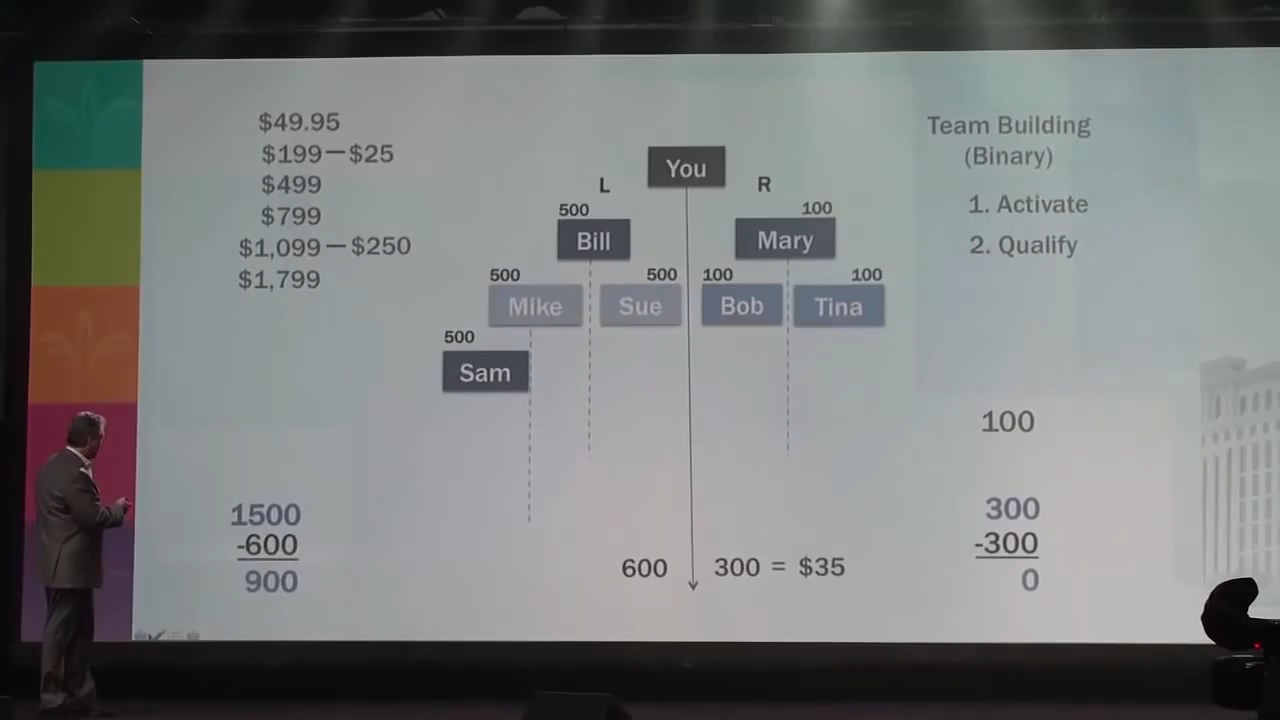 $49.95
$199—$25
$499
$799
$1,099—$250
$1,799
You
L
R
500
Bill
100
Mary
500
Mike
500
Sue
100
Bob
100
Tina
500
Sam
Team Building
(Binary)
1. Activate
2. Qualify
100
1500
-600
900
600
300 = $35
300
-300
0